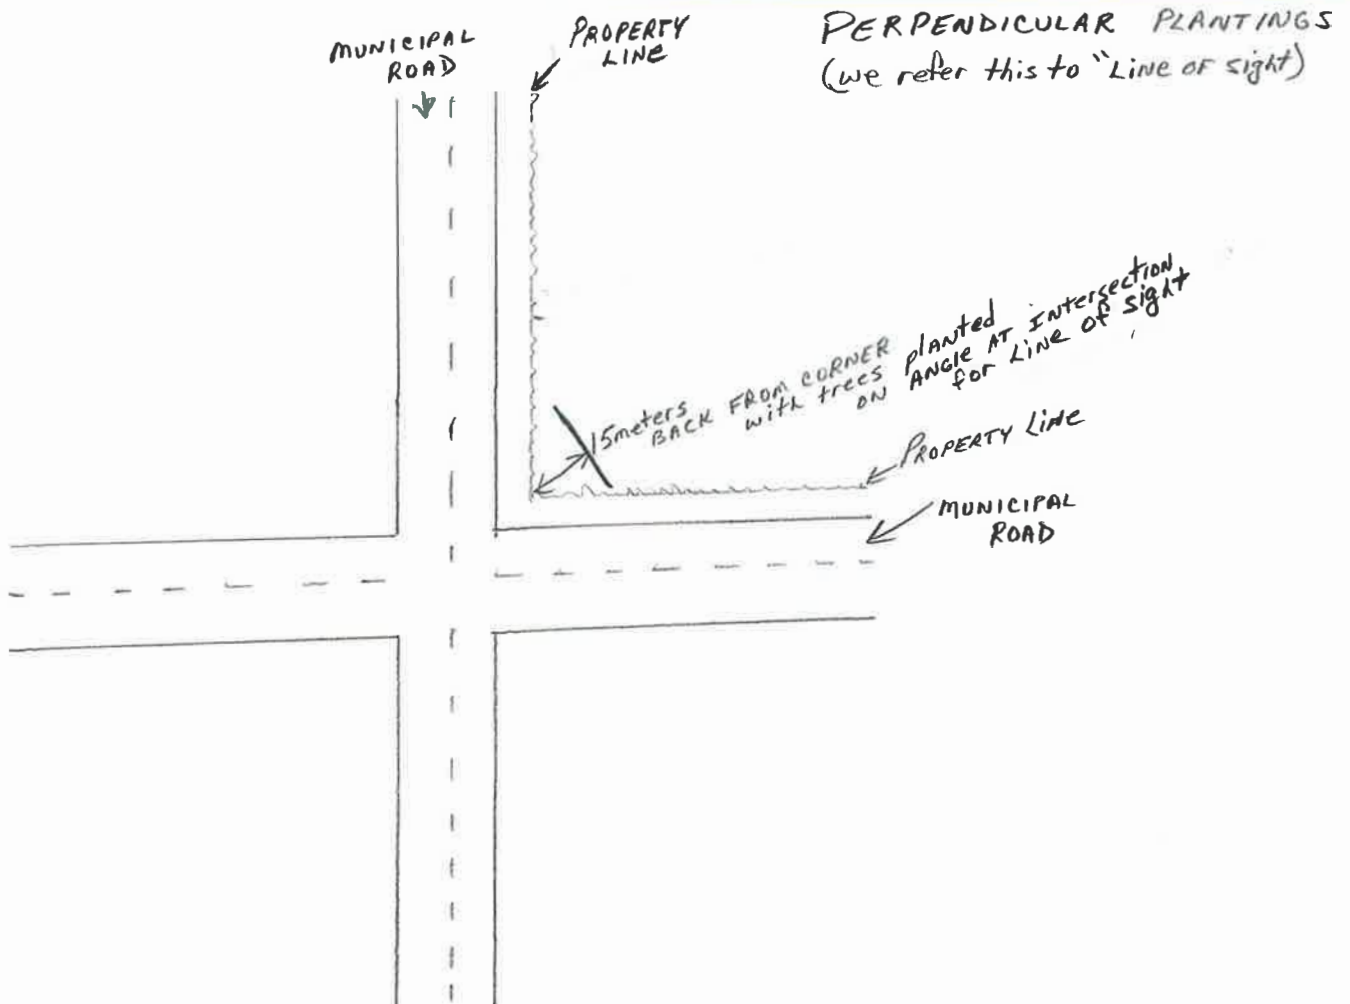 PERPENDICULAR PLANTINGS
(we refer this to "Line of sight)
MUNICIPAL
ROAD
PROPERTY
LINE
15meters
BACK FROM CORNER
with trees planted
ON ANGLE AT INTERSECTION
for Line of sight
PROPERTY LINE
MUNICIPAL
ROAD